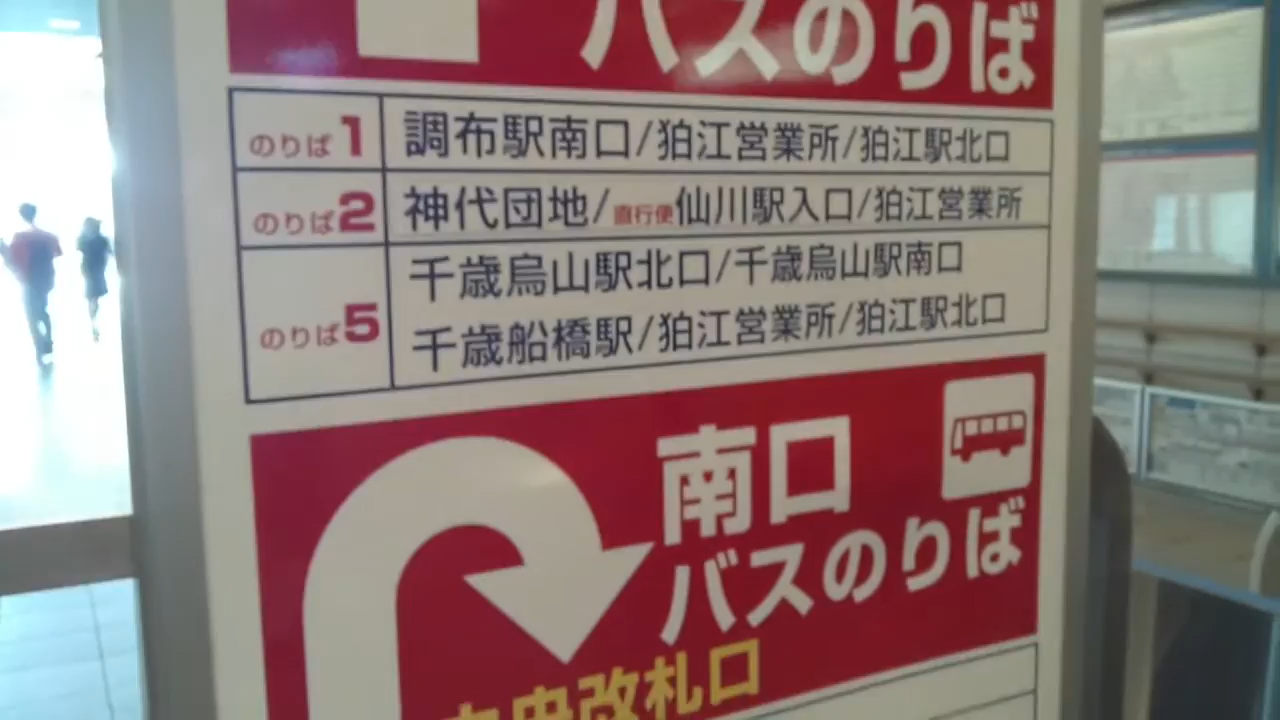 バスのりば
のりば1 調布駅南口/狛江営業所/狛江駅北口
のりば2 神代団地/直行便仙川駅入口/狛江営業所
のりば5 千歳烏山駅北口/千歳烏山駅南口
千歳船橋駅/狛江営業所/狛江駅北口
南口
バスのりば
中央改札口